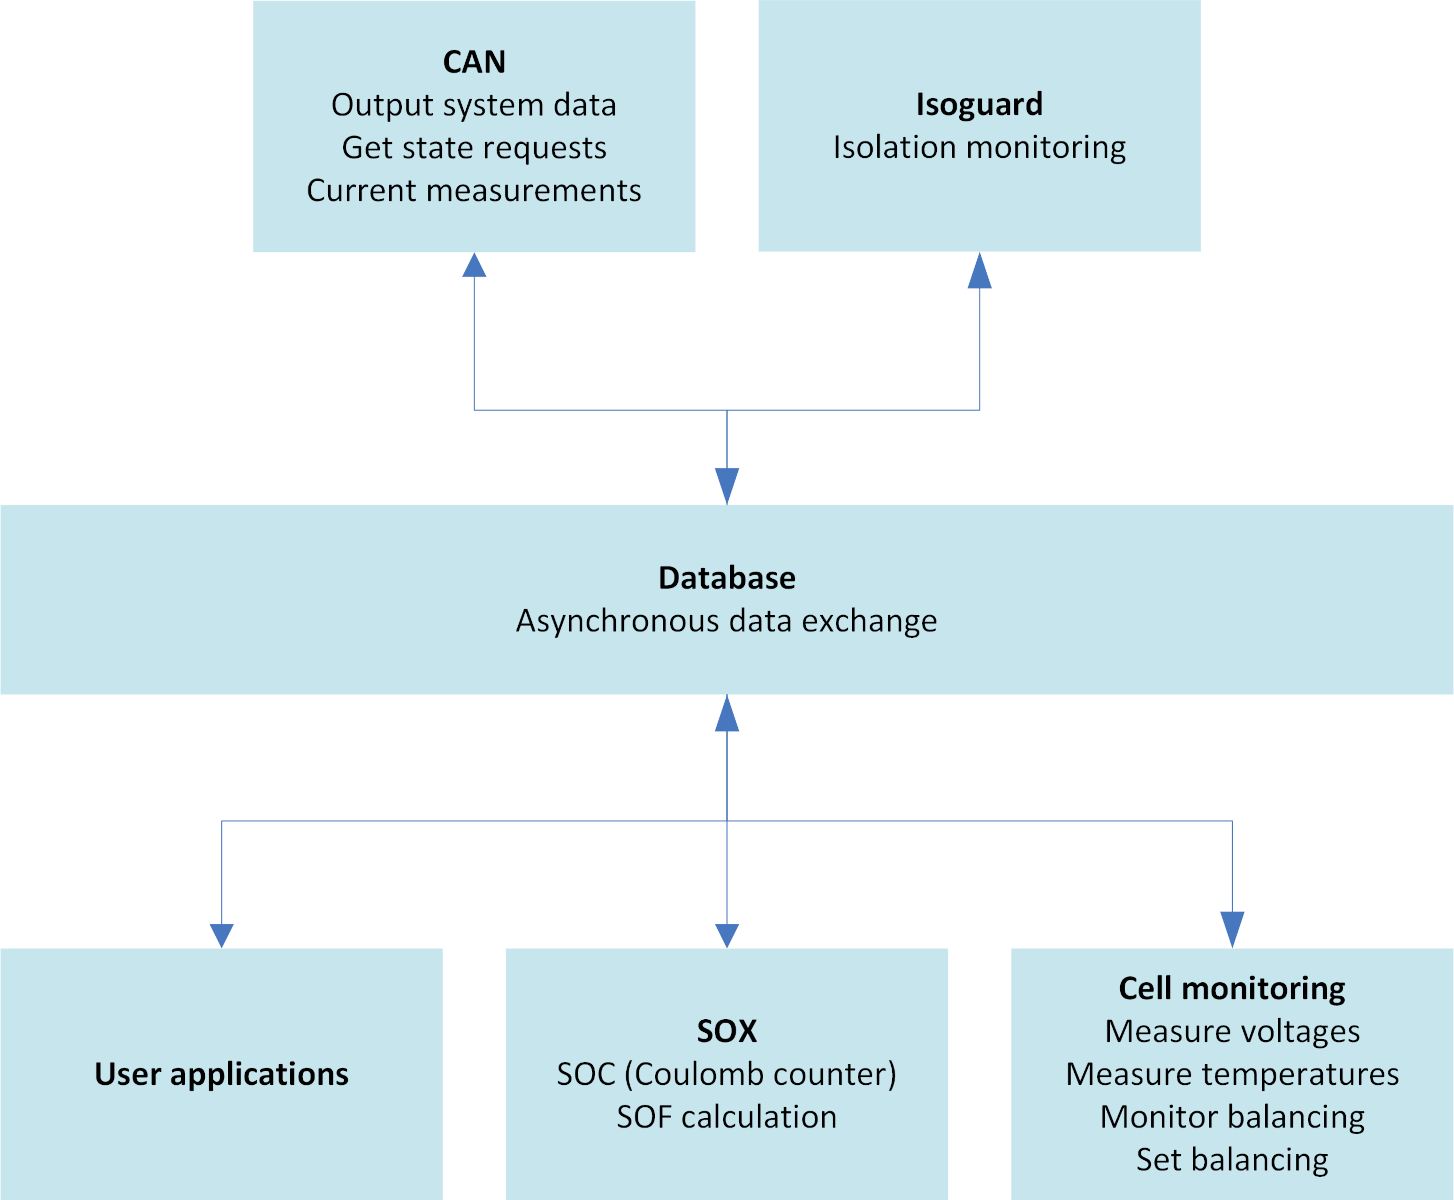 CAN
Output system data
Get state requests
Current measurements
Isoguard
Isolation monitoring
Database
Asynchronous data exchange
User applications
SOX
SOC (Coulomb counter)
SOF calculation
Cell monitoring
Measure voltages
Measure temperatures
Monitor balancing
Set balancing